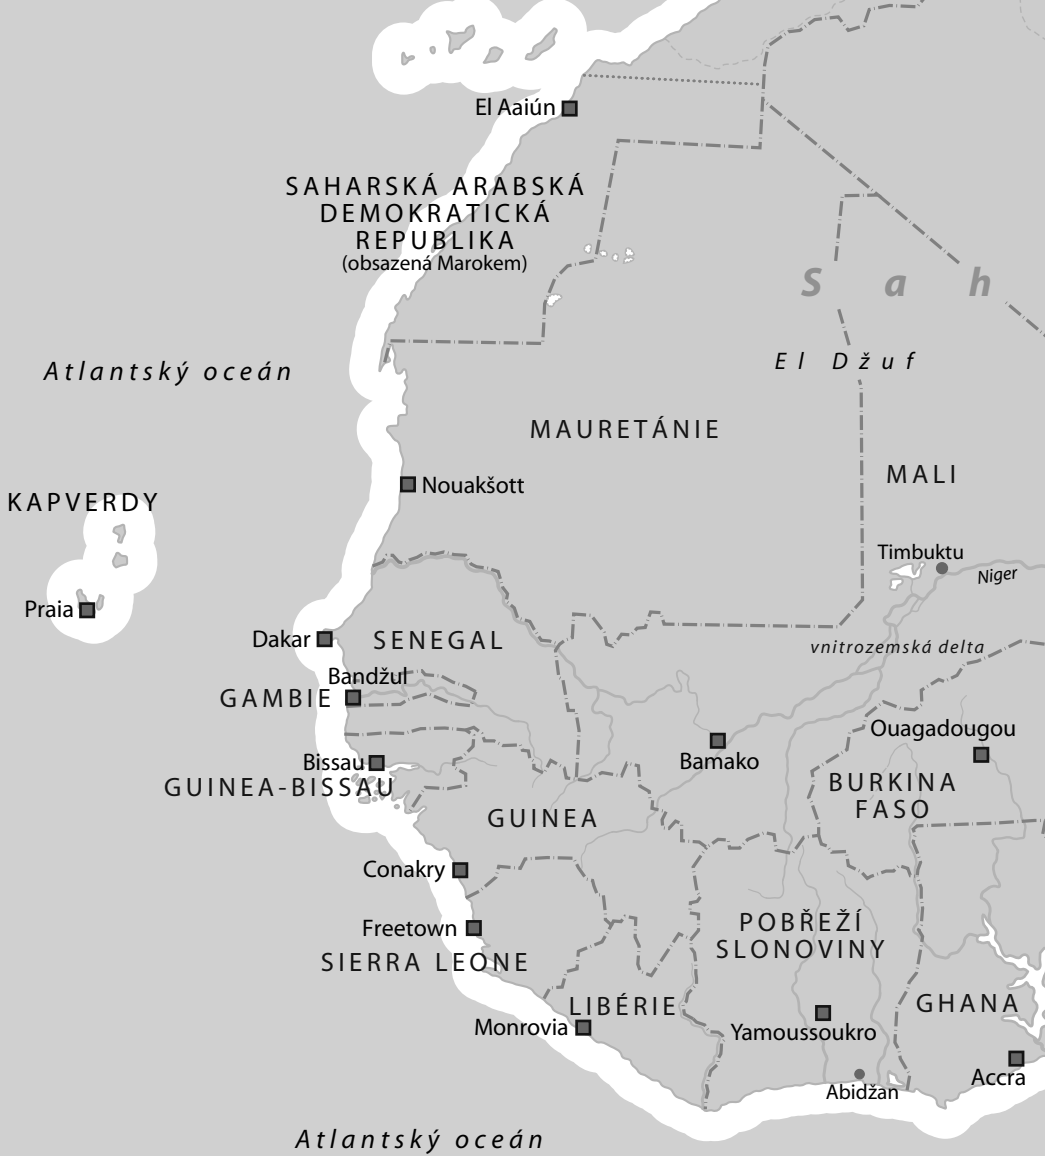 El Aaiún
SAHARSKÁ ARABSKÁ
DEMOKRATICKÁ
REPUBLIKA
(obsazená Marokem)
S a h
El Džuf
Atlantský oceán
MAURETÁNIE
MALI
Nouakšott
KAPVERDY
Timbuktu
Niger
Praia
Dakar
SENEGAL
vnitrozemská delta
Bandžul
GAMBIE
Ouagadougou
Bamako
Bissau
GUINEA-BISSAU
BURKINA
FASO
GUINEA
Conakry
Freetown
POBŘEŽÍ
SLONOVINY
SIERRA LEONE
LIBÉRIE
GHANA
Monrovia
Yamoussoukro
Accra
Abidžan
Atlantský oceán